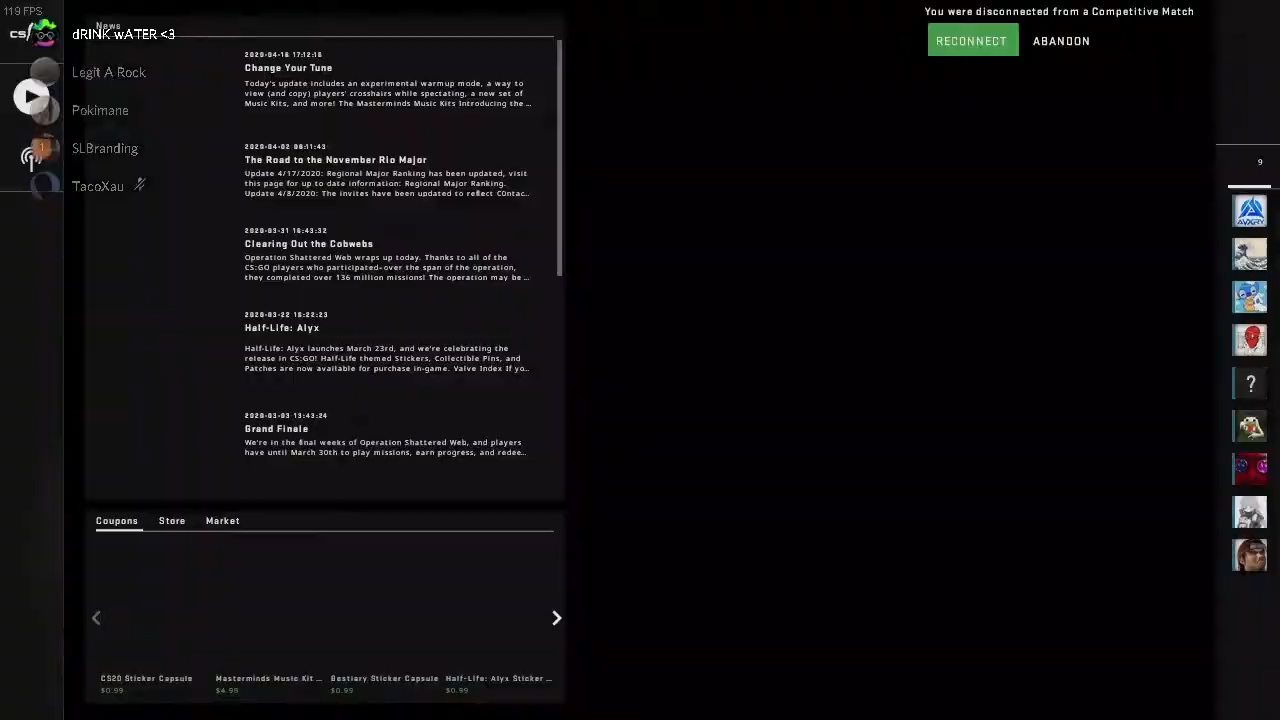 119 FPS
You were disconnected from a Competitive Match
RECONNECT
ABANDON
CS
dRINK wATER <3
Legit A Rock
Pokimane
1
SLBranding
TacoXau
News
2020-04-16 17:12:16
Change Your Tune
Today's update includes an experimental warmup mode, a way to
view (and copy) players' crosshairs while spectating, a new set of
Music Kits, and more! The Masterminds Music Kits Introducing the ...
2020-04-02 06:11:43
The Road to the November Rio Major
Update 4/17/2020: Regional Major Ranking has been updated, visit
this page for up to date information: Regional Major Ranking.
Update 4/8/2020: The invites have been updated to reflect C0ntac...
2020-03-31 16:43:32
Clearing Out the Cobwebs
Operation Shattered Web wraps up today. Thanks to all of the
CS:GO players who participated–over the span of the operation,
they completed over 136 million missions! The operation may be ...
2020-03-22 16:22:23
Half-Life: Alyx
Half-Life: Alyx launches March 23rd, and we're celebrating the
release in CS:GO! Half-Life themed Stickers, Collectible Pins, and
Patches are now available for purchase in-game. Valve Index If yo...
2020-03-03 13:43:24
Grand Finale
We're in the final weeks of Operation Shattered Web, and players
have until March 30th to play missions, earn progress, and redee...
Coupons
Store
Market
CS20 Sticker Capsule
$0.99
Masterminds Music Kit ...
$4.99
Bestiary Sticker Capsule
$0.99
Half-Life: Alyx Sticker ...
$0.99
9
AVXRY
?